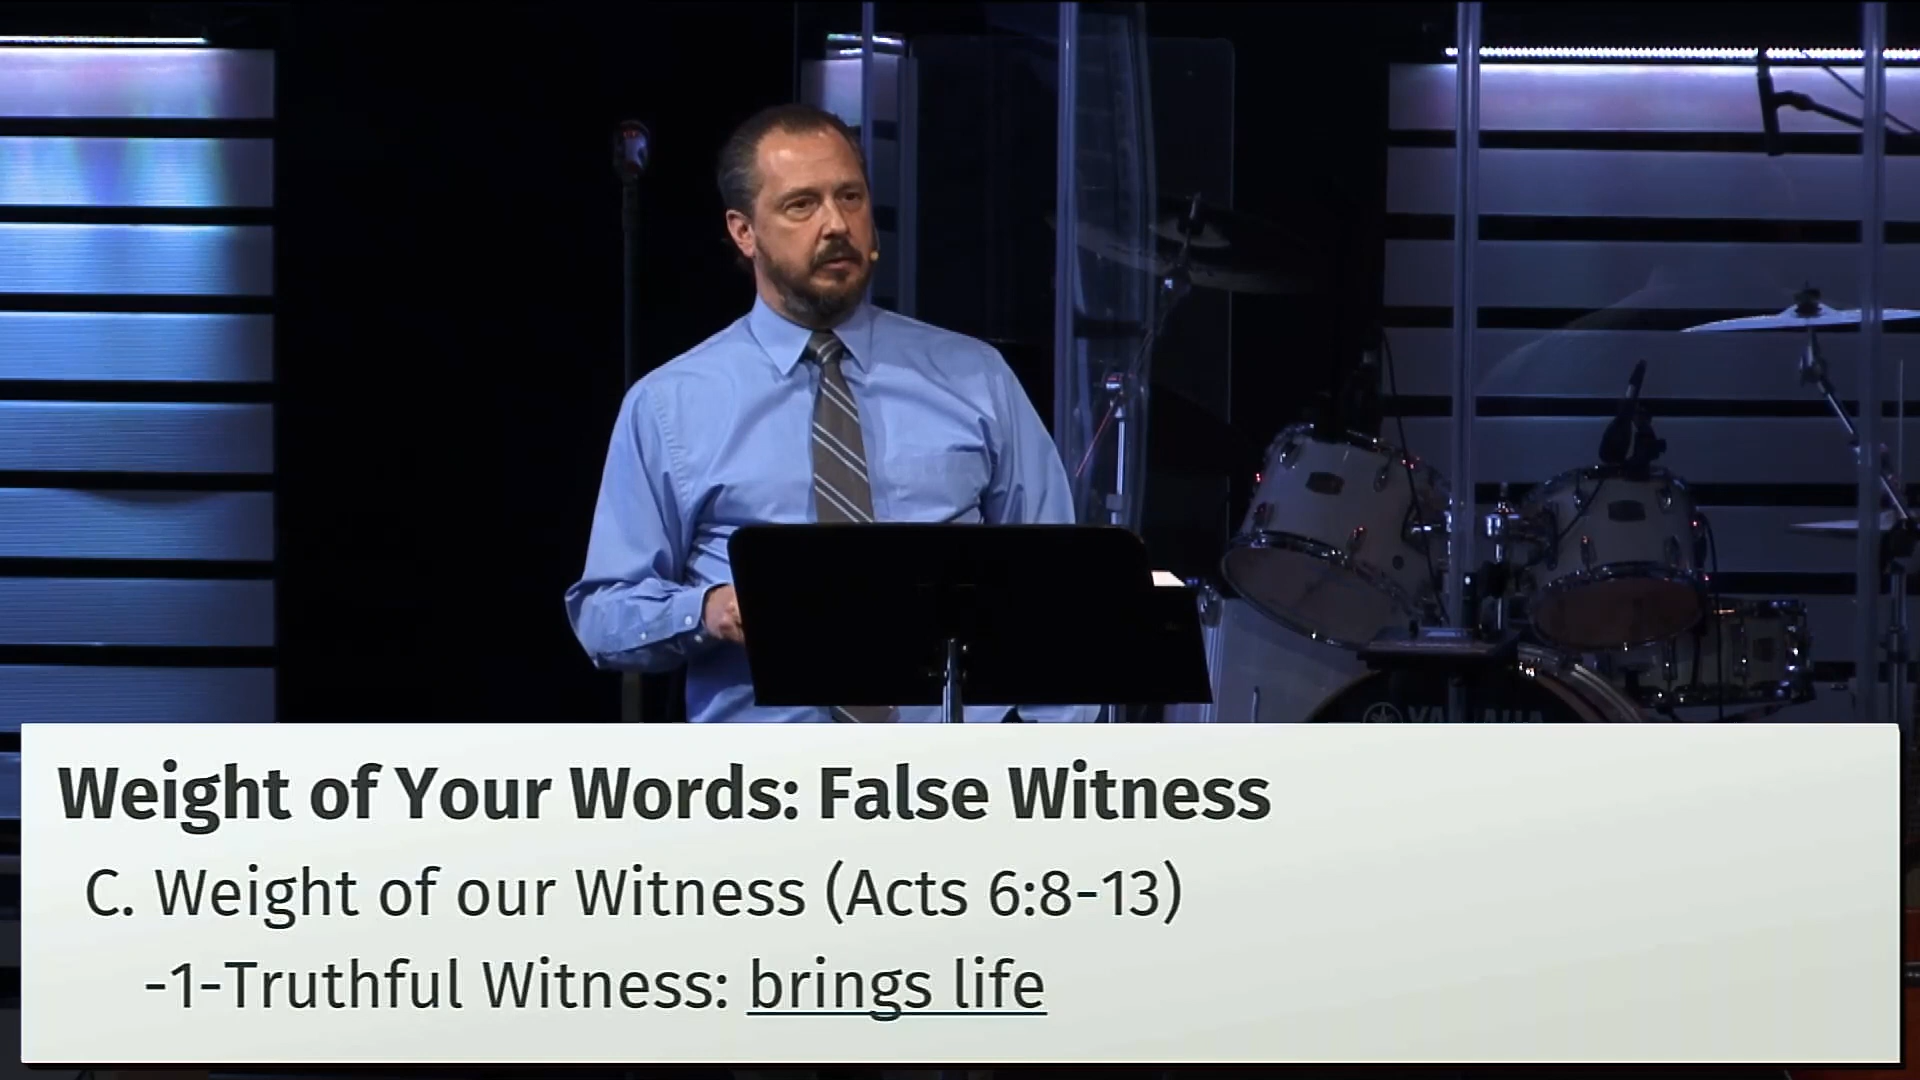 YAMAHA
Weight of Your Words: False Witness
C. Weight of our Witness (Acts 6:8-13)
-1-Truthful Witness: brings life